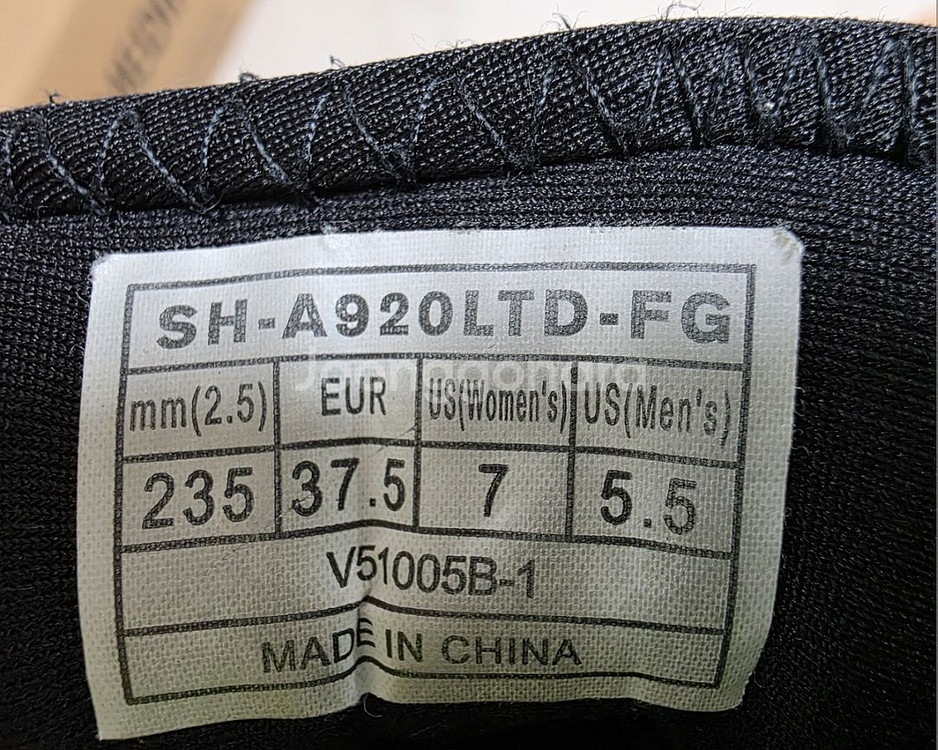 SH-A920LTD-FG
mm(2.5) EUR US(Women's) US(Men's)
235 37.5 7 5.5
V51005B-1
MADE IN CHINA